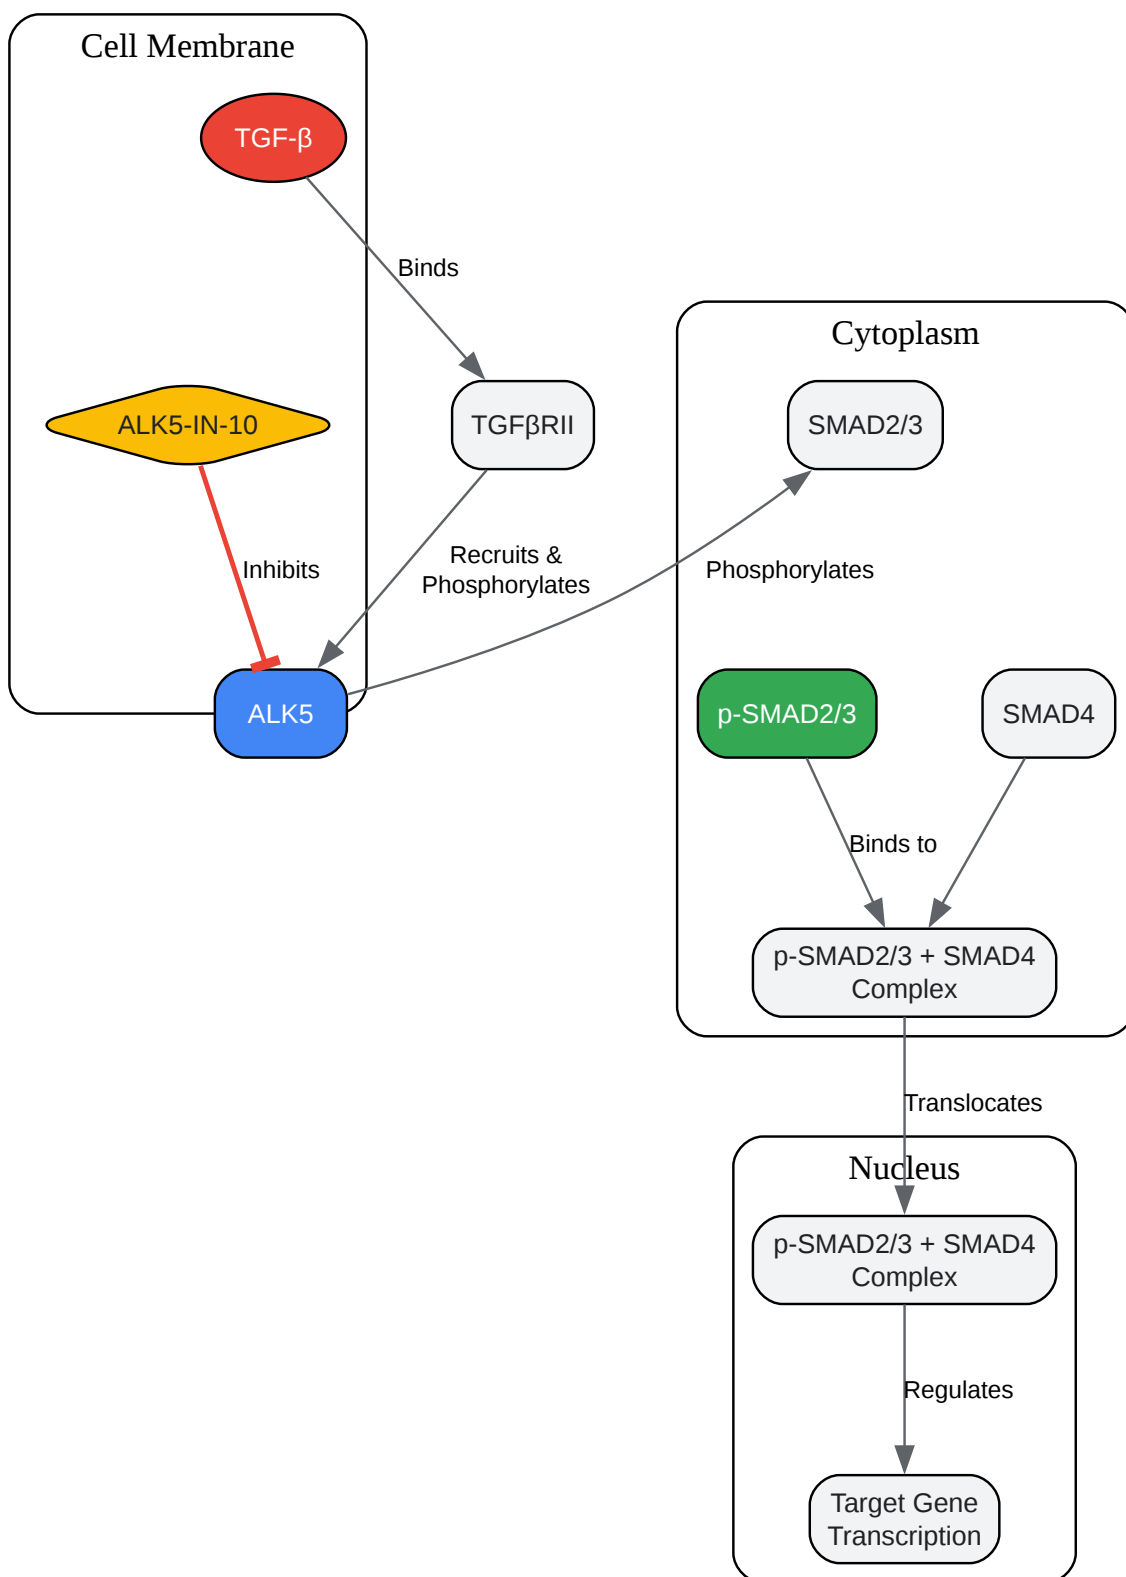 Cell Membrane
TGF-β
Binds
Cytoplasm
ALK5-IN-10
TGFβRII
SMAD2/3
Inhibits
Recruits &
Phosphorylates
Phosphorylates
ALK5
p-SMAD2/3
SMAD4
Binds to
p-SMAD2/3 + SMAD4
Complex
Translocates
Nucleus
p-SMAD2/3 + SMAD4
Complex
Regulates
Target Gene
Transcription